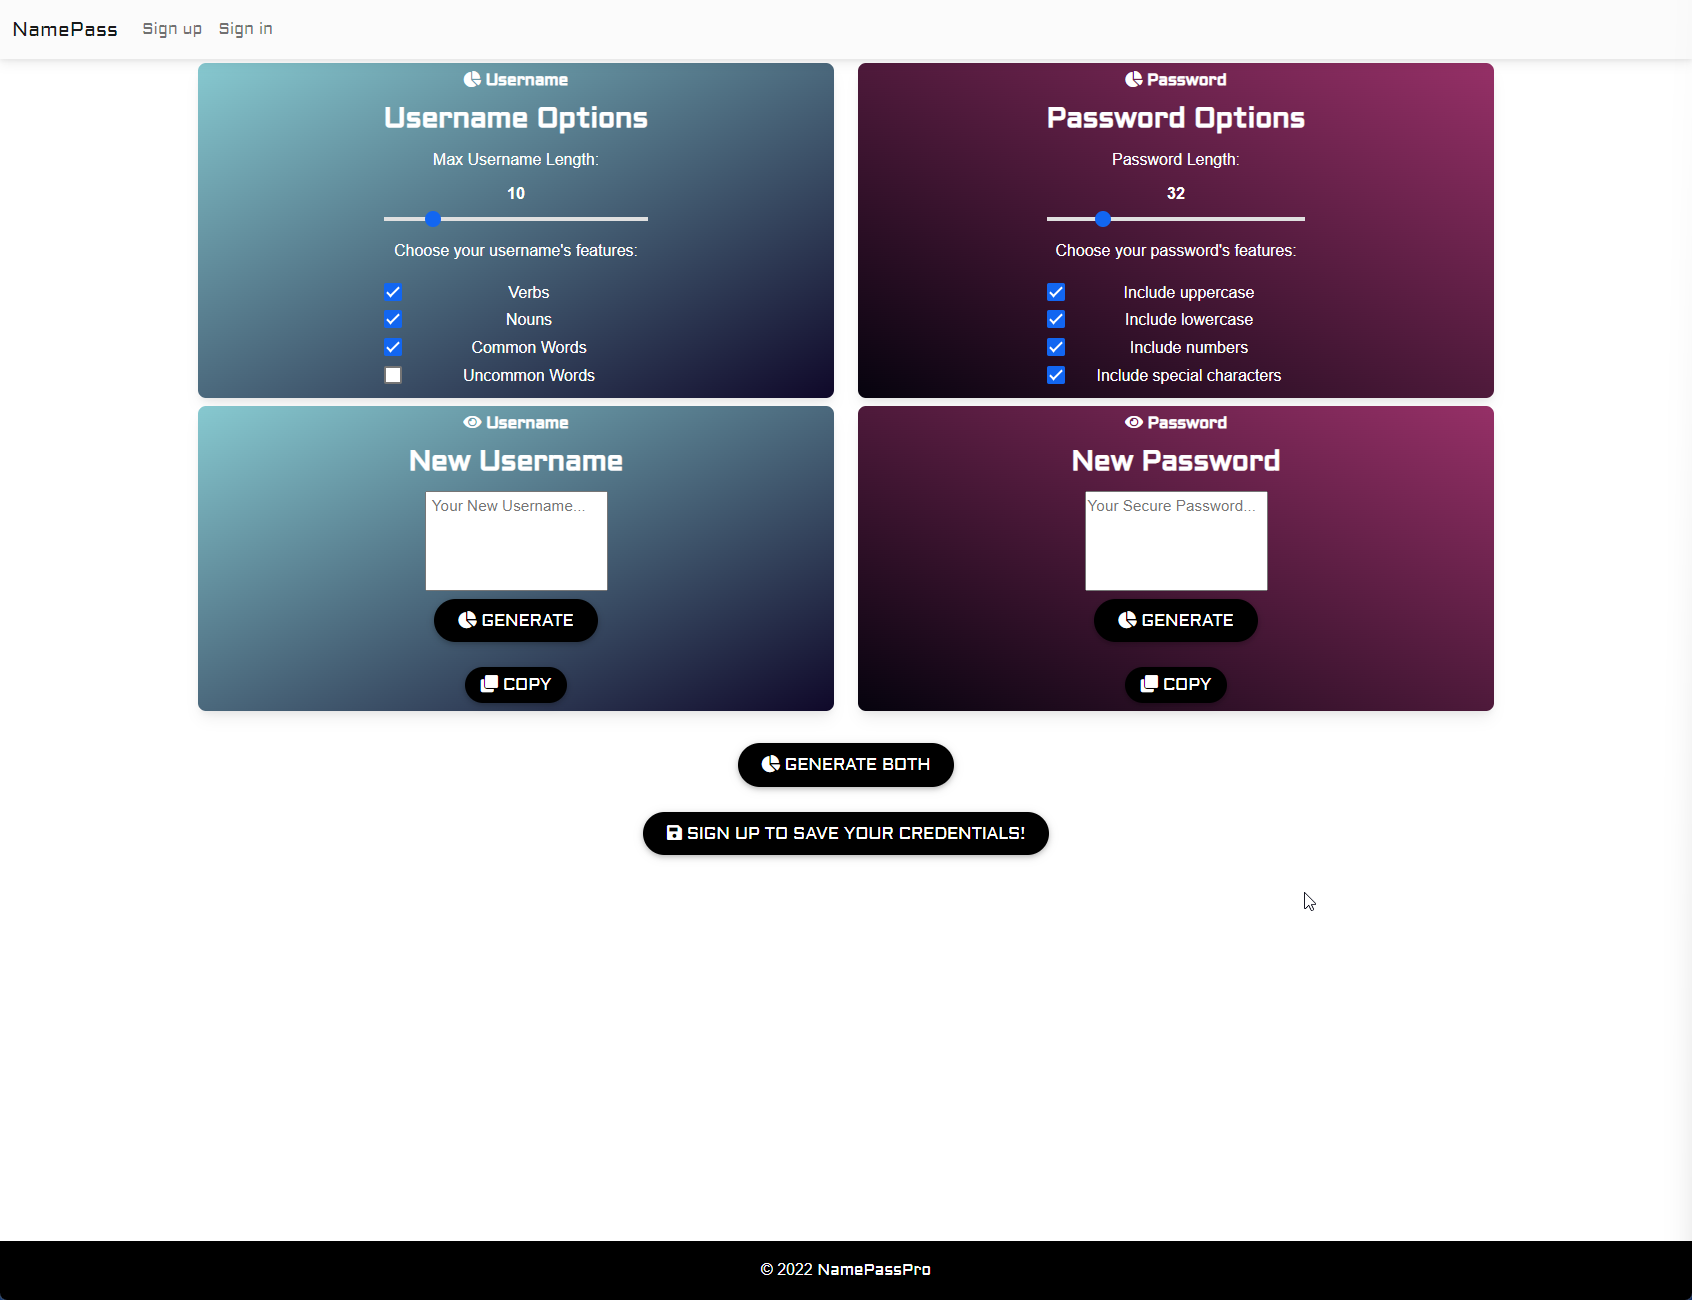 NamePass Sign up Sign in
Username
Username Options
Max Username Length:
10
Choose your username's features:
Verbs
Nouns
Common Words
Uncommon Words
Password
Password Options
Password Length:
32
Choose your password's features:
Include uppercase
Include lowercase
Include numbers
Include special characters
Username
New Username
Your New Username...
GENERATE
COPY
Password
New Password
Your Secure Password...
GENERATE
COPY
GENERATE BOTH
SIGN UP TO SAVE YOUR CREDENTIALS!
© 2022 NamePassPro